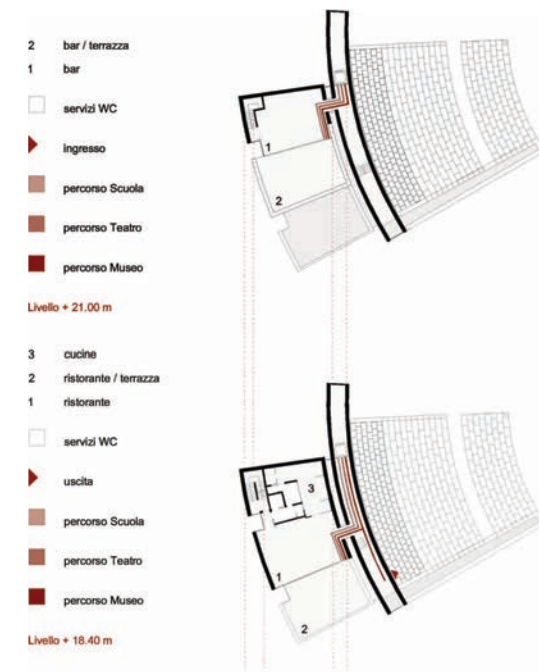 2 bar / terrazza
1 bar
servizi WC
ingresso
percorso Scuola
percorso Teatro
percorso Museo
Livello + 21.00 m
1
2
3 cucine
2 ristorante / terrazza
1 ristorante
servizi WC
uscita
percorso Scuola
percorso Teatro
percorso Museo
Livello + 18.40 m
3
1
2